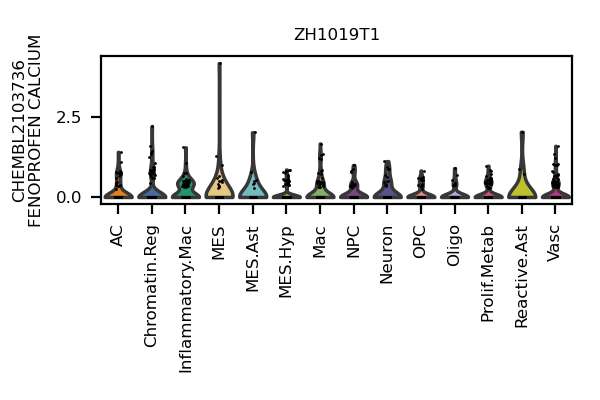 ZH1019T1
CHEMBL2103736
FENOPROFEN CALCIUM
2.5
0.0
AC
Chromatin.Reg
Inflammatory.Mac
MES
MES.Ast
MES.Hyp
Mac
NPC
Neuron
OPC
Oligo
Prolif.Metab
Reactive.Ast
Vasc